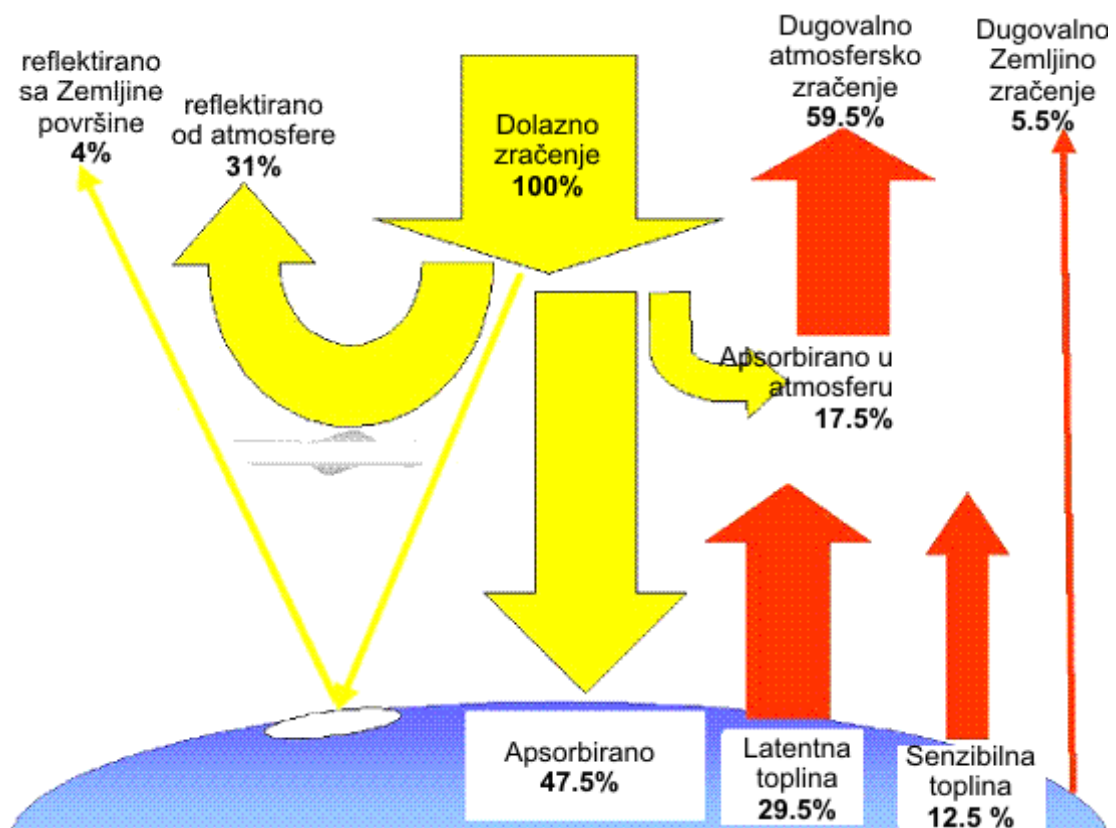 reflektirano
sa Zemljine
površine
4%
reflektirano
od atmosfere
31%
Dolazno
zračenje
100%
Dugovalno
atmosfersko
zračenje
59.5%
Dugovalno
Zemljino
zračenje
5.5%
Apsorbirano u
atmosferu
17.5%
Apsorbirano
47.5%
Latentna
toplina
29.5%
Senzibilna
toplina
12.5 %